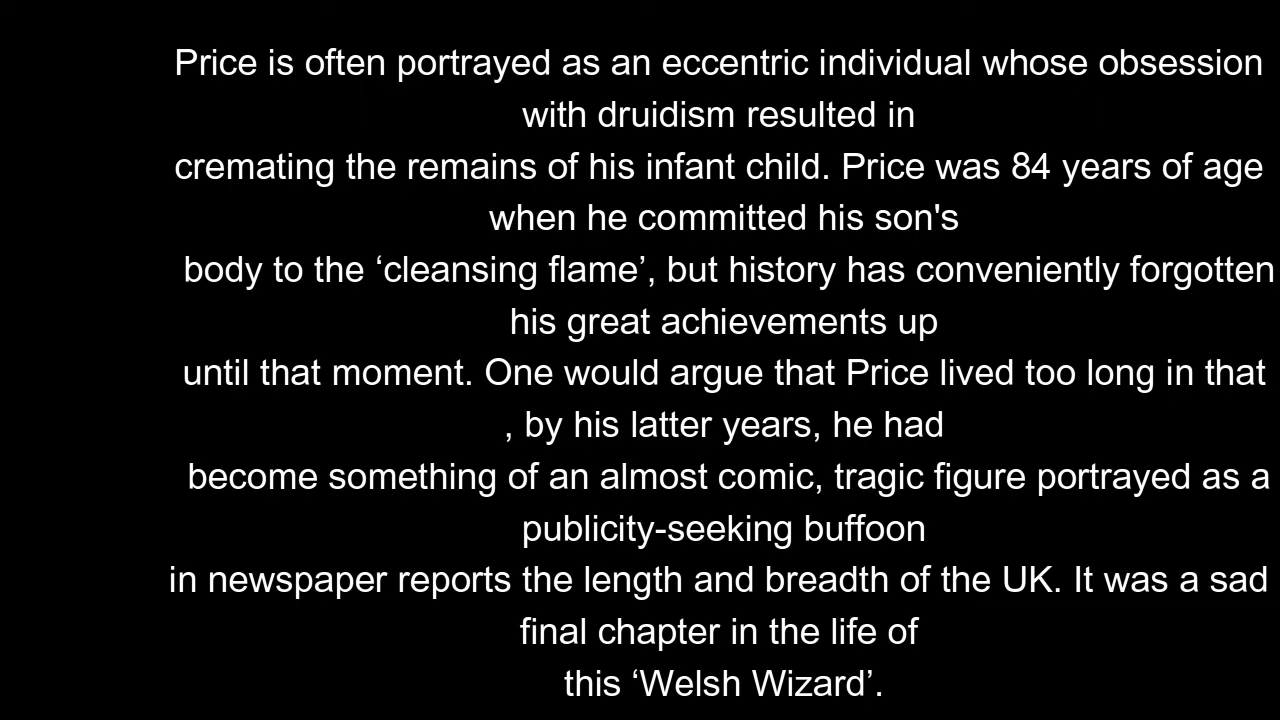 Price is often portrayed as an eccentric individual whose obsession
with druidism resulted in
cremating the remains of his infant child. Price was 84 years of age
when he committed his son's
body to the ‘cleansing flame’, but history has conveniently forgotten
his great achievements up
until that moment. One would argue that Price lived too long in that
, by his latter years, he had
become something of an almost comic, tragic figure portrayed as a
publicity-seeking buffoon
in newspaper reports the length and breadth of the UK. It was a sad
final chapter in the life of
this ‘Welsh Wizard’.